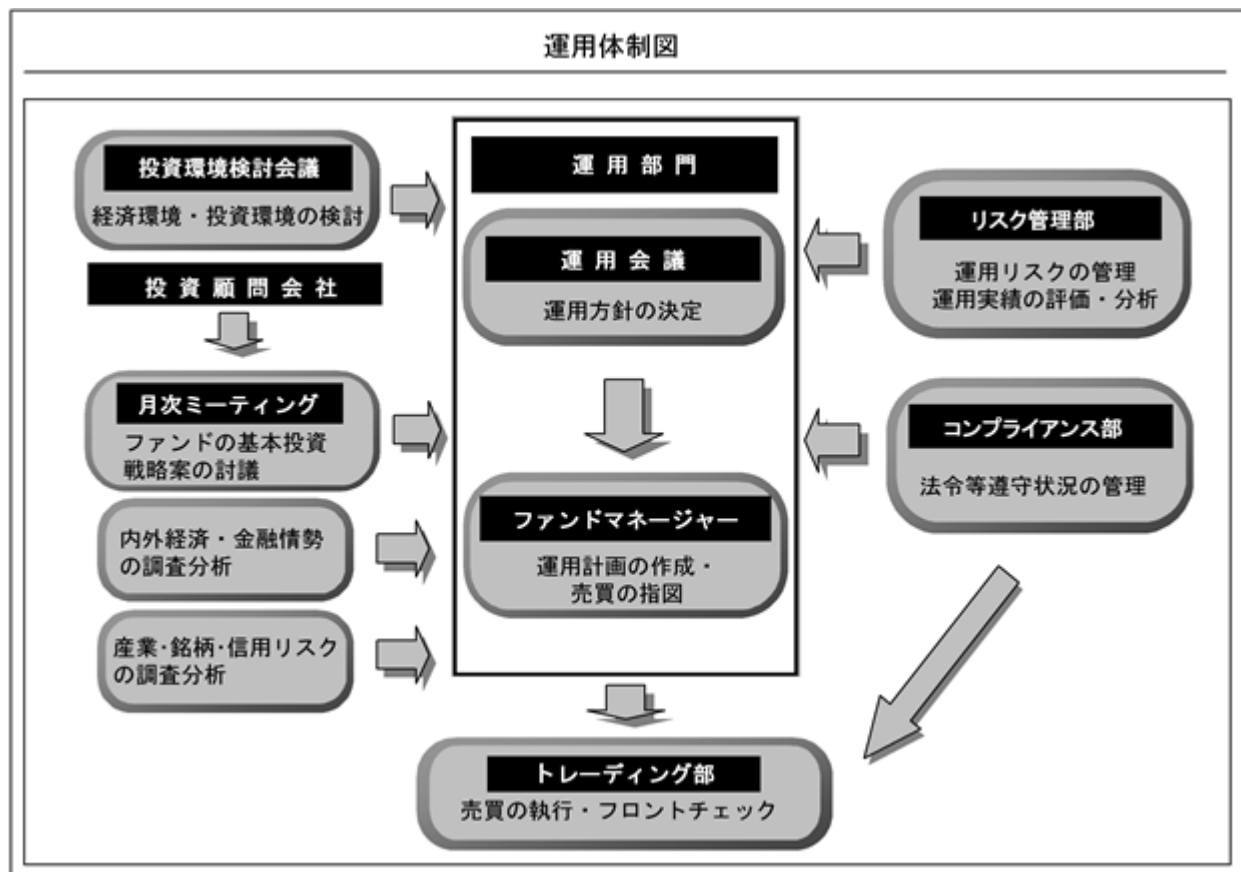 運用体制図
投資環境検討会議
経済環境・投資環境の検討
投資顧問会社
月次ミーティング
ファンドの基本投資
戦略案の討議
内外経済・金融情勢
の調査分析
産業・銘柄・信用リスク
の調査分析
運用部門
運用会議
運用方針の決定
ファンドマネージャー
運用計画の作成・
売買の指図
リスク管理部
運用リスクの管理
運用実績の評価・分析
コンプライアンス部
法令等遵守状況の管理
トレーディング部
売買の執行・フロントチェック